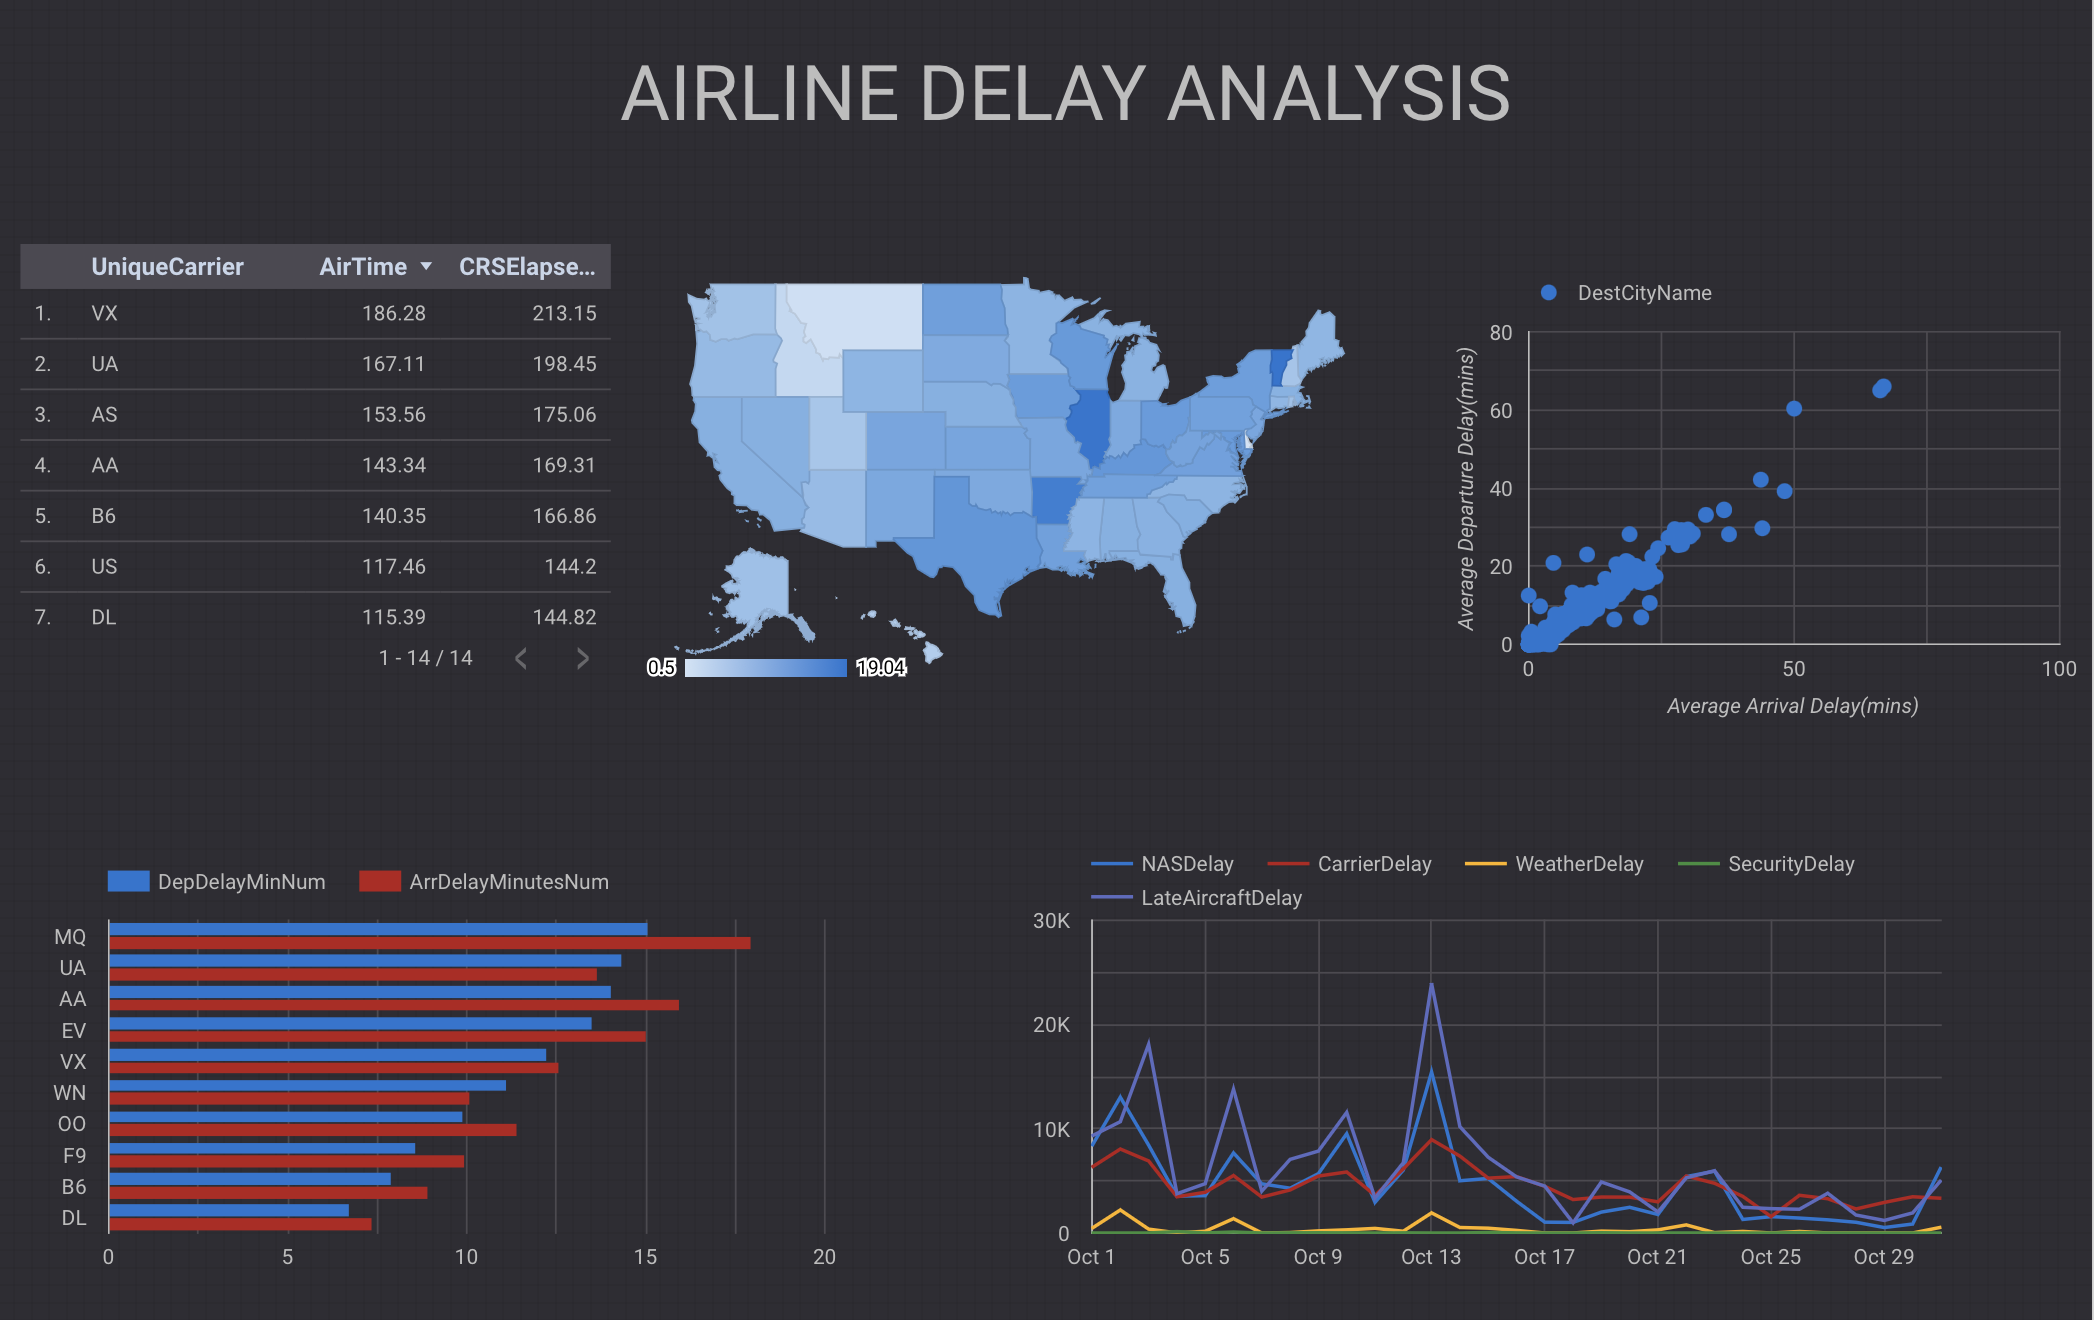 AIRLINE DELAY ANALYSIS
UniqueCarrier AirTime CRSElapse...
1. VX 186.28 213.15
2. UA 167.11 198.45
3. AS 153.56 175.06
4. AA 143.34 169.31
5. B6 140.35 166.86
6. US 117.46 144.2
7. DL 115.39 144.82
1 - 14 / 14
0.5 19.04
DestCityName
Average Departure Delay(mins)
80
60
40
20
0
0 50 100
Average Arrival Delay(mins)
DepDelayMinNum ArrDelayMinutesNum
MQ
UA
AA
EV
VX
WN
OO
F9
B6
DL
0 5 10 15 20
NASDelay CarrierDelay WeatherDelay SecurityDelay
LateAircraftDelay
30K
20K
10K
0
Oct 1 Oct 5 Oct 9 Oct 13 Oct 17 Oct 21 Oct 25 Oct 29